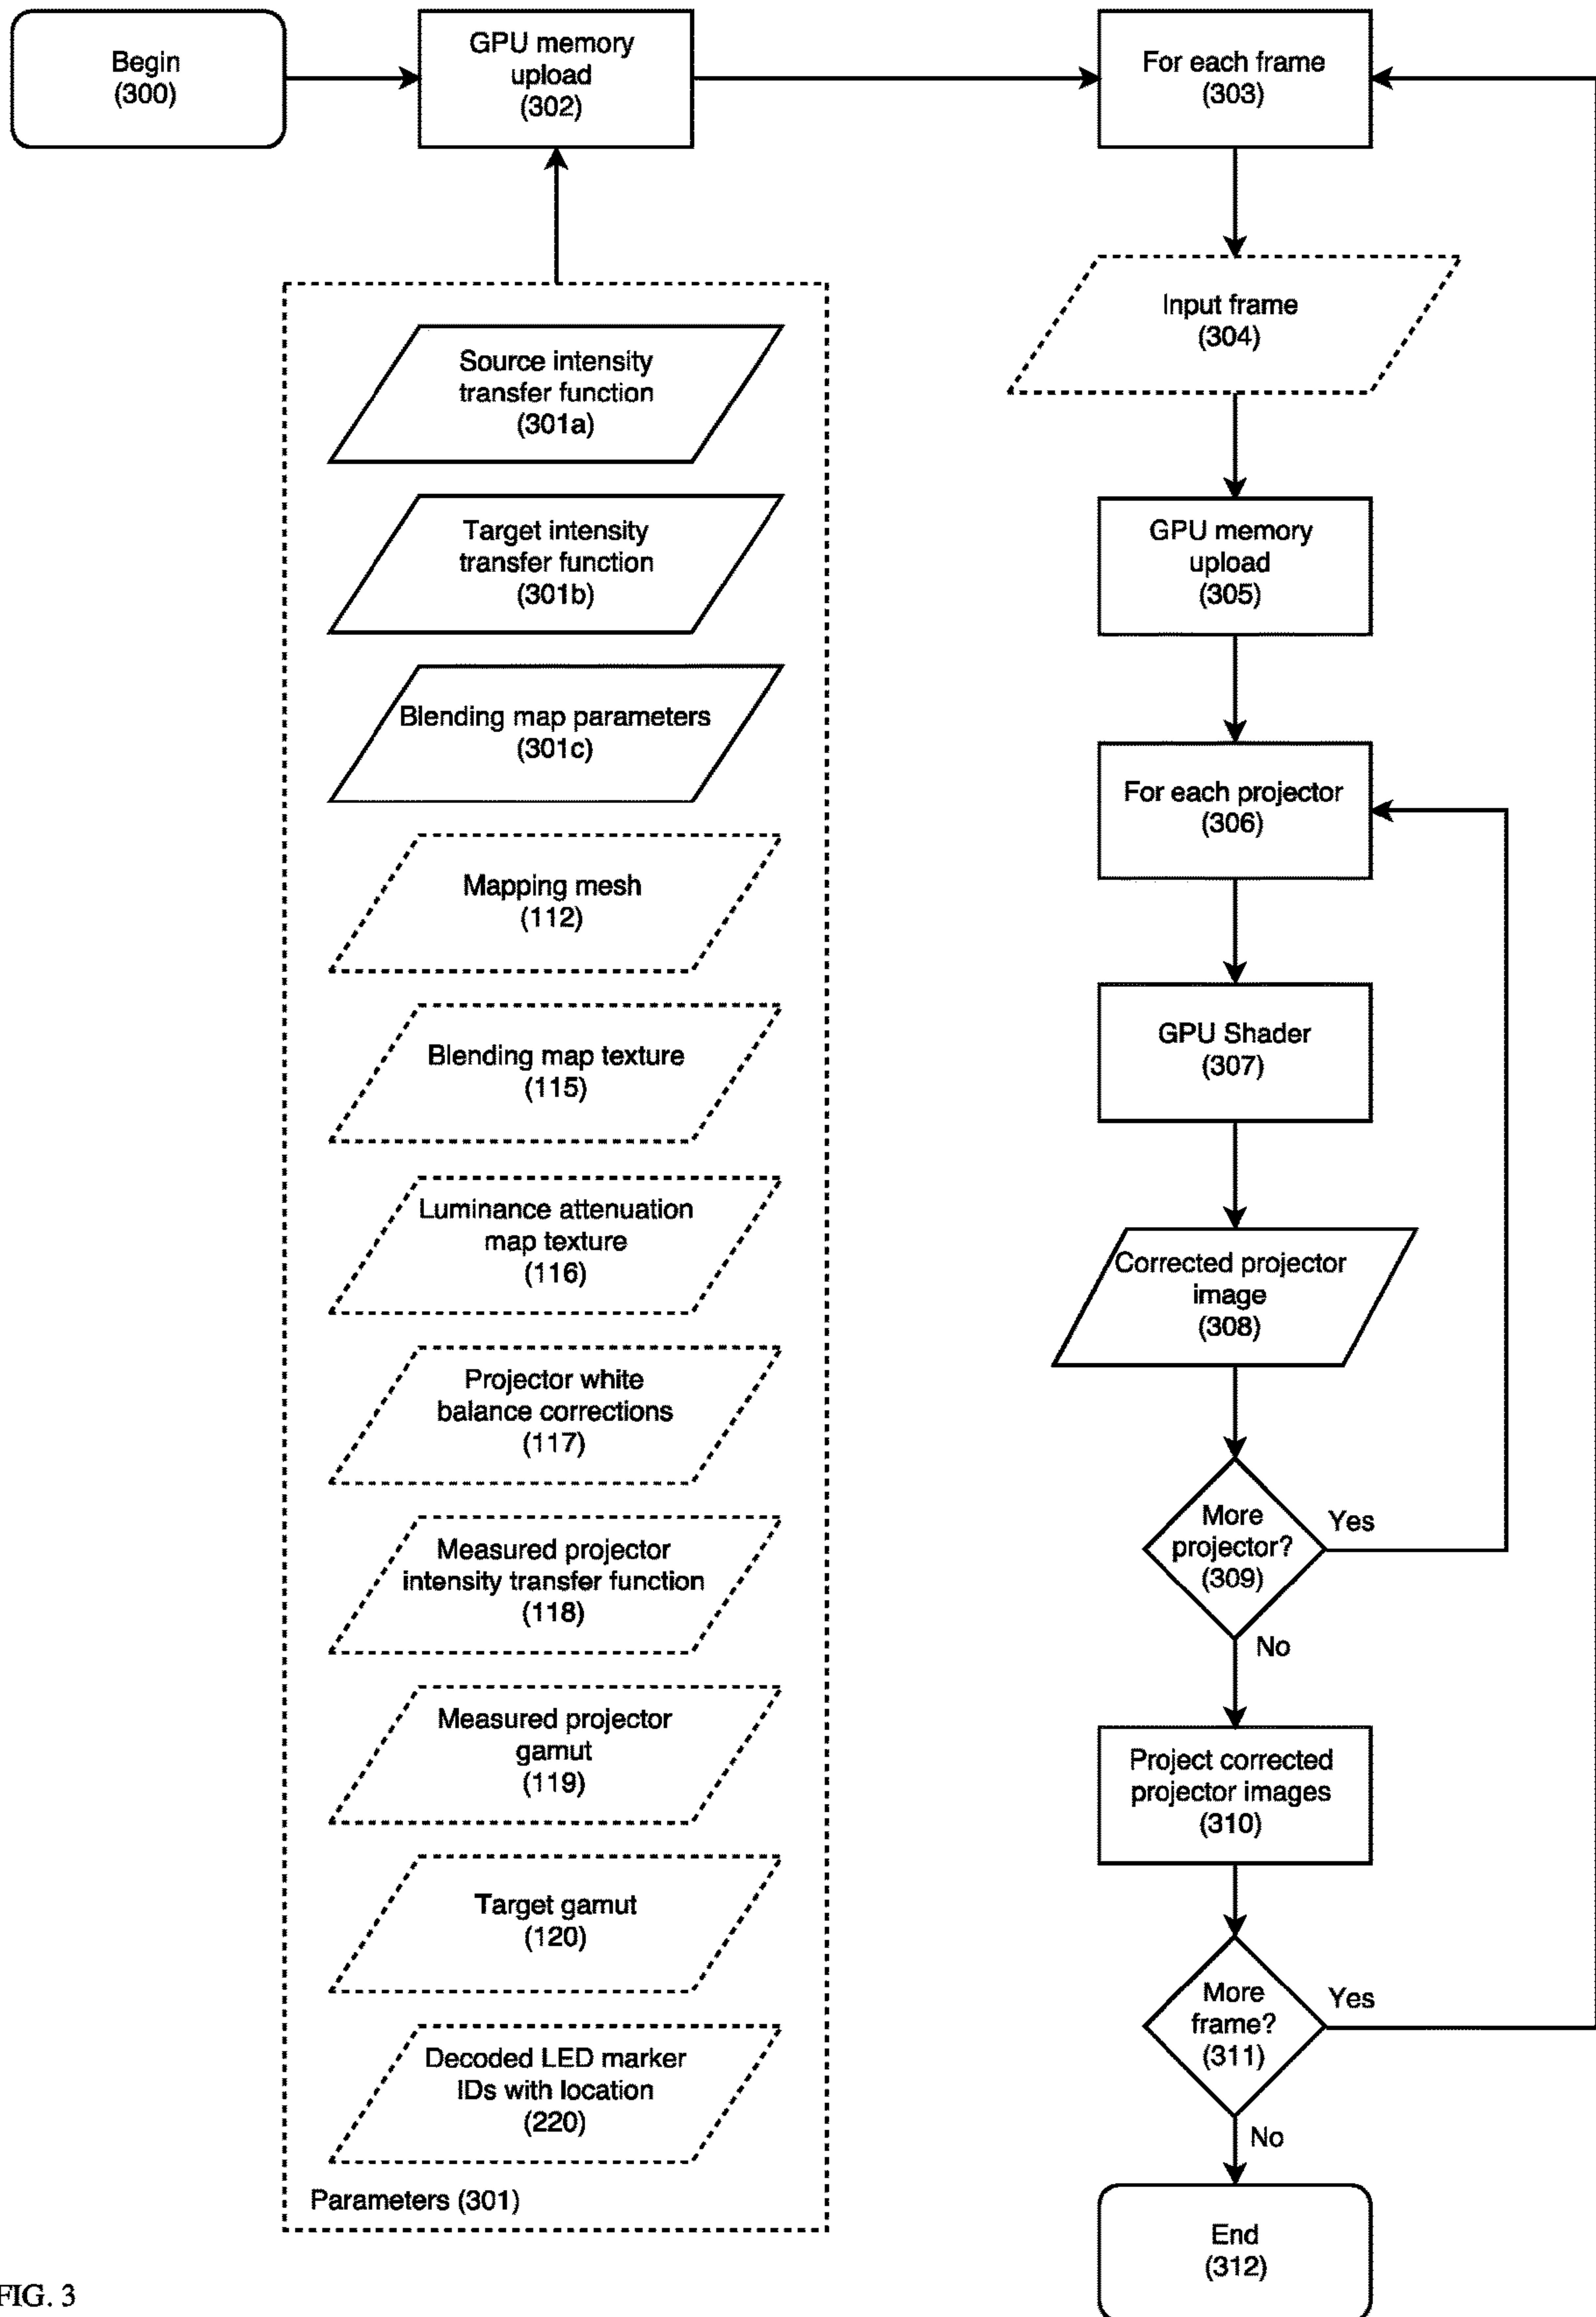 Begin
(300)
GPU memory
upload
(302)
For each frame
(303)
Source intensity
transfer function
(301a)
Target intensity
transfer function
(301b)
Blending map parameters
(301c)
Mapping mesh
(112)
Blending map texture
(115)
Luminance attenuation
map texture
(116)
Projector white
balance corrections
(117)
Measured projector
intensity transfer function
(118)
Measured projector
gamut
(119)
Target gamut
(120)
Decoded LED marker
IDs with location
(220)
Parameters (301)
Input frame
(304)
GPU memory
upload
(305)
For each projector
(306)
GPU Shader
(307)
Corrected projector
image
(308)
More
projector?
(309)
Yes
No
Project corrected
projector images
(310)
More
frame?
(311)
Yes
No
End
(312)
FIG. 3